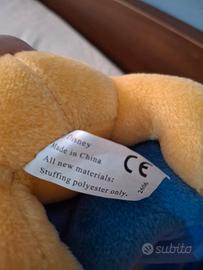 Disney
Made in China
All new materials:
Stuffing polyester only.
CE
subito